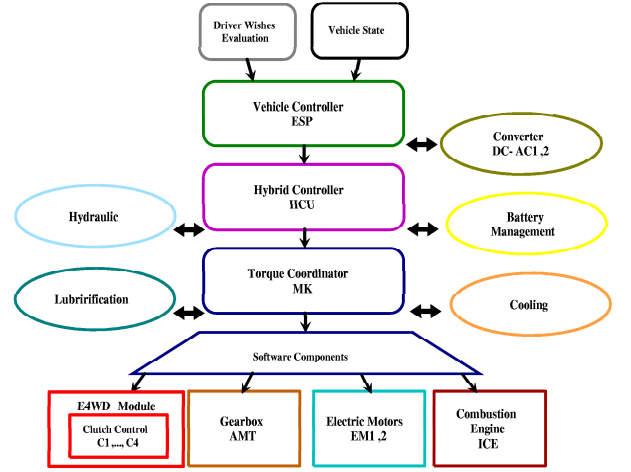 Driver Wishes
Evaluation
Vehicle State
Vehicle Controller
ESP
Converter
DC- AC1 ,2
Hybrid Controller
HCU
Hydraulic
Battery
Management
Torque Coordinator
MK
Lubrirification
Cooling
Software Components
E4WD Module
Clutch Control
C1 ,..., C4
Gearbox
AMT
Electric Motors
EM1 ,2
Combustion
Engine
ICE